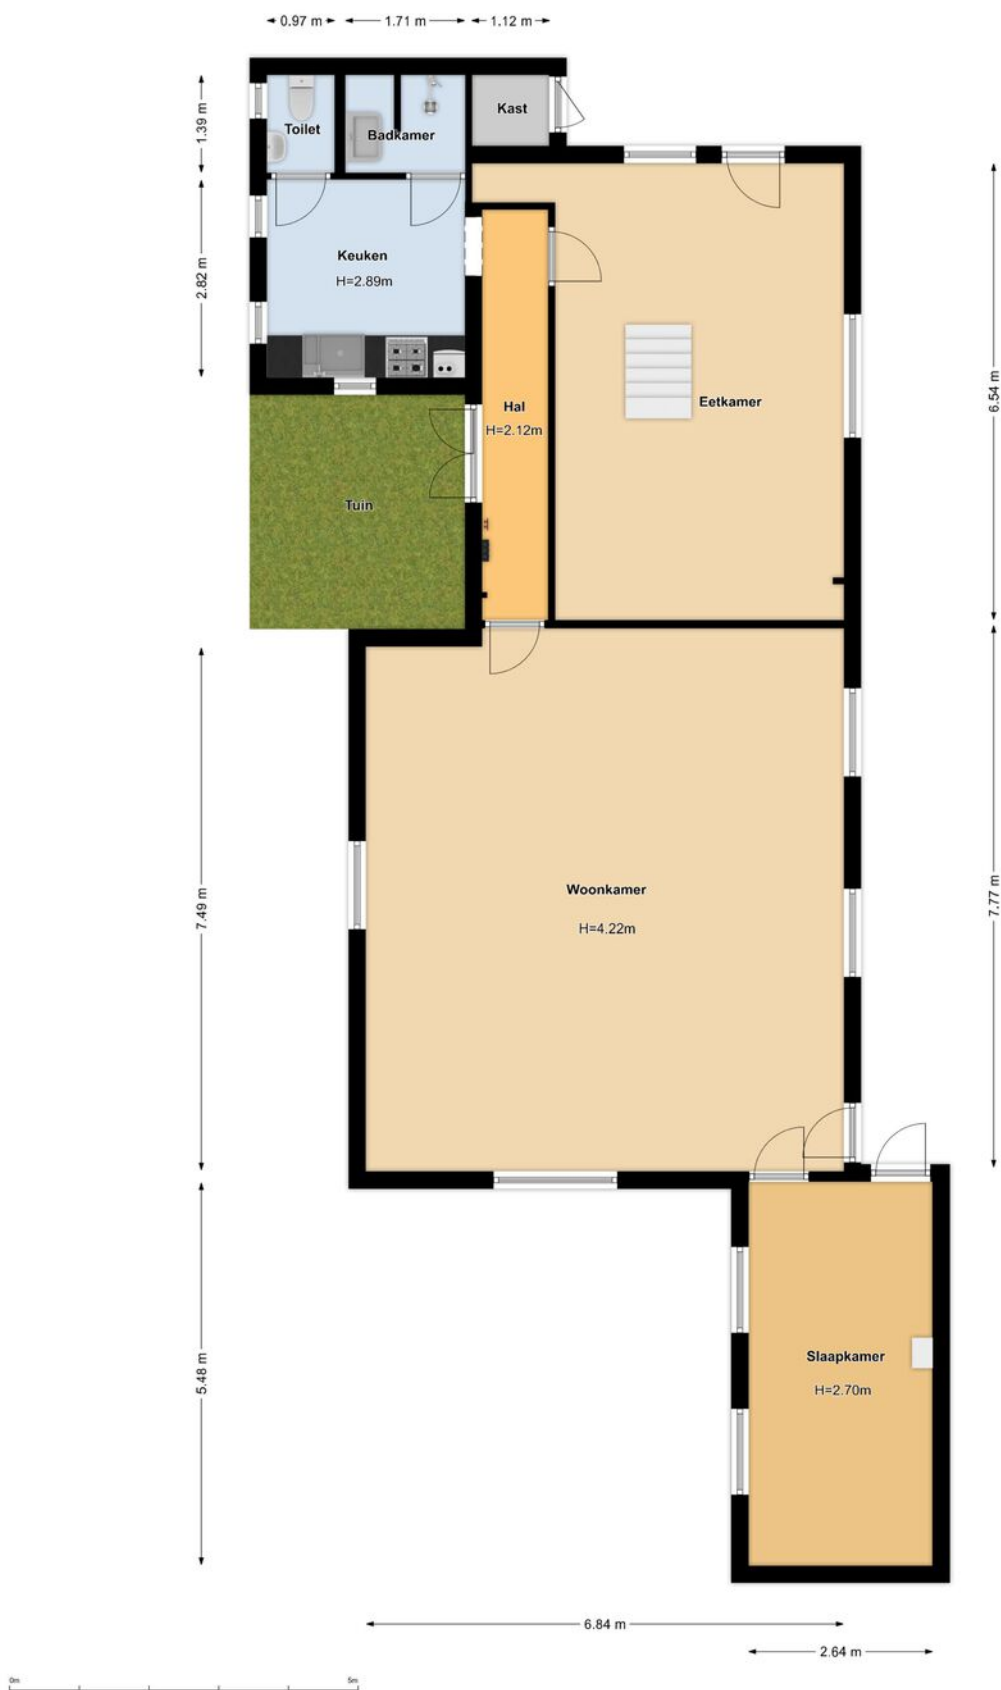 0.97 m
1.71 m
1.12 m
1.39 m
Toilet
Badkamer
Kast
2.82 m
Keuken
H=2.89m
6.54 m
Eetkamer
Hal
H=2.12m
Tuin
7.49 m
Woonkamer
H=4.22m
7.77 m
5.48 m
Slaapkamer
H=2.70m
6.84 m
2.64 m
0m
5m